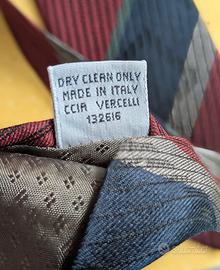 DRY CLEAN ONLY
MADE IN ITALY
CCIA VERCELLI
132616